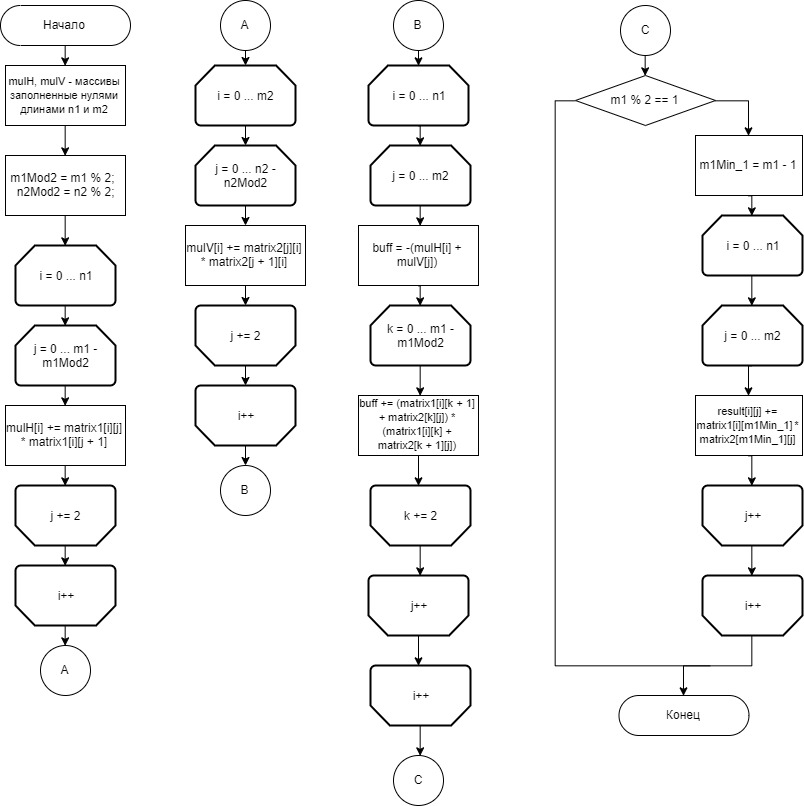 Начало
mulH, mulV - массивы
заполненные нулями
длинами n1 и m2
m1Mod2 = m1 % 2;
n2Mod2 = n2 % 2;
i = 0 ... n1
j = 0 ... m1 -
m1Mod2
mulH[i] += matrix1[i][j]
* matrix1[i][j + 1]
j += 2
i++
A
A
i = 0 ... m2
j = 0 ... n2 -
n2Mod2
mulV[i] += matrix2[j][i]
* matrix2[j + 1][i]
j += 2
i++
B
B
i = 0 ... n1
j = 0 ... m2
buff = -(mulH[i] +
mulV[j])
k = 0 ... m1 -
m1Mod2
buff += (matrix1[i][k + 1]
+ matrix2[k][j]) *
(matrix1[i][k] +
matrix2[k + 1][j])
k += 2
j++
i++
C
C
m1 % 2 == 1
m1Min_1 = m1 - 1
i = 0 ... n1
j = 0 ... m2
result[i][j] +=
matrix1[i][m1Min_1] *
matrix2[m1Min_1][j]
j++
i++
Конец